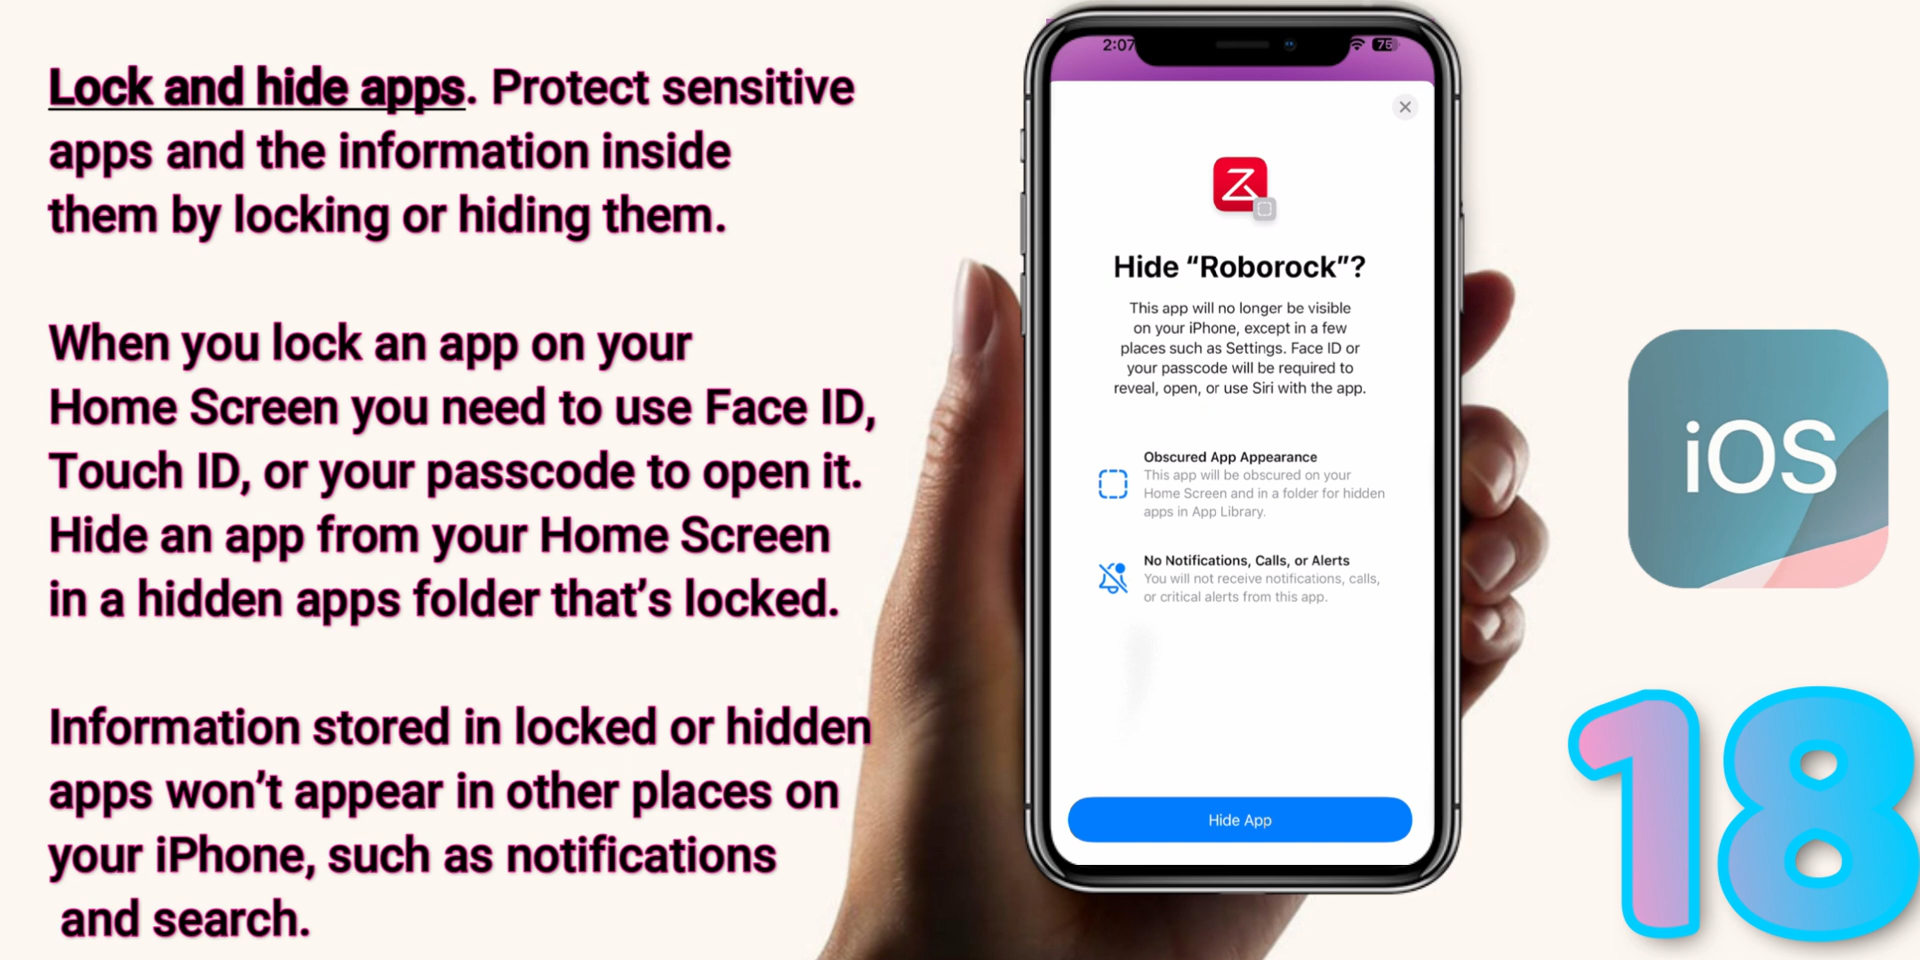 Lock and hide apps. Protect sensitive
apps and the information inside
them by locking or hiding them.
When you lock an app on your
Home Screen you need to use Face ID,
Touch ID, or your passcode to open it.
Hide an app from your Home Screen
in a hidden apps folder that’s locked.
Information stored in locked or hidden
apps won’t appear in other places on
your iPhone, such as notifications
and search.
2:07
75
Hide “Roborock”?
This app will no longer be visible
on your iPhone, except in a few
places such as Settings. Face ID or
your passcode will be required to
reveal, open, or use Siri with the app.
Obscured App Appearance
This app will be obscured on your
Home Screen and in a folder for hidden
apps in App Library.
No Notifications, Calls, or Alerts
You will not receive notifications, calls,
or critical alerts from this app.
Hide App
iOS
18